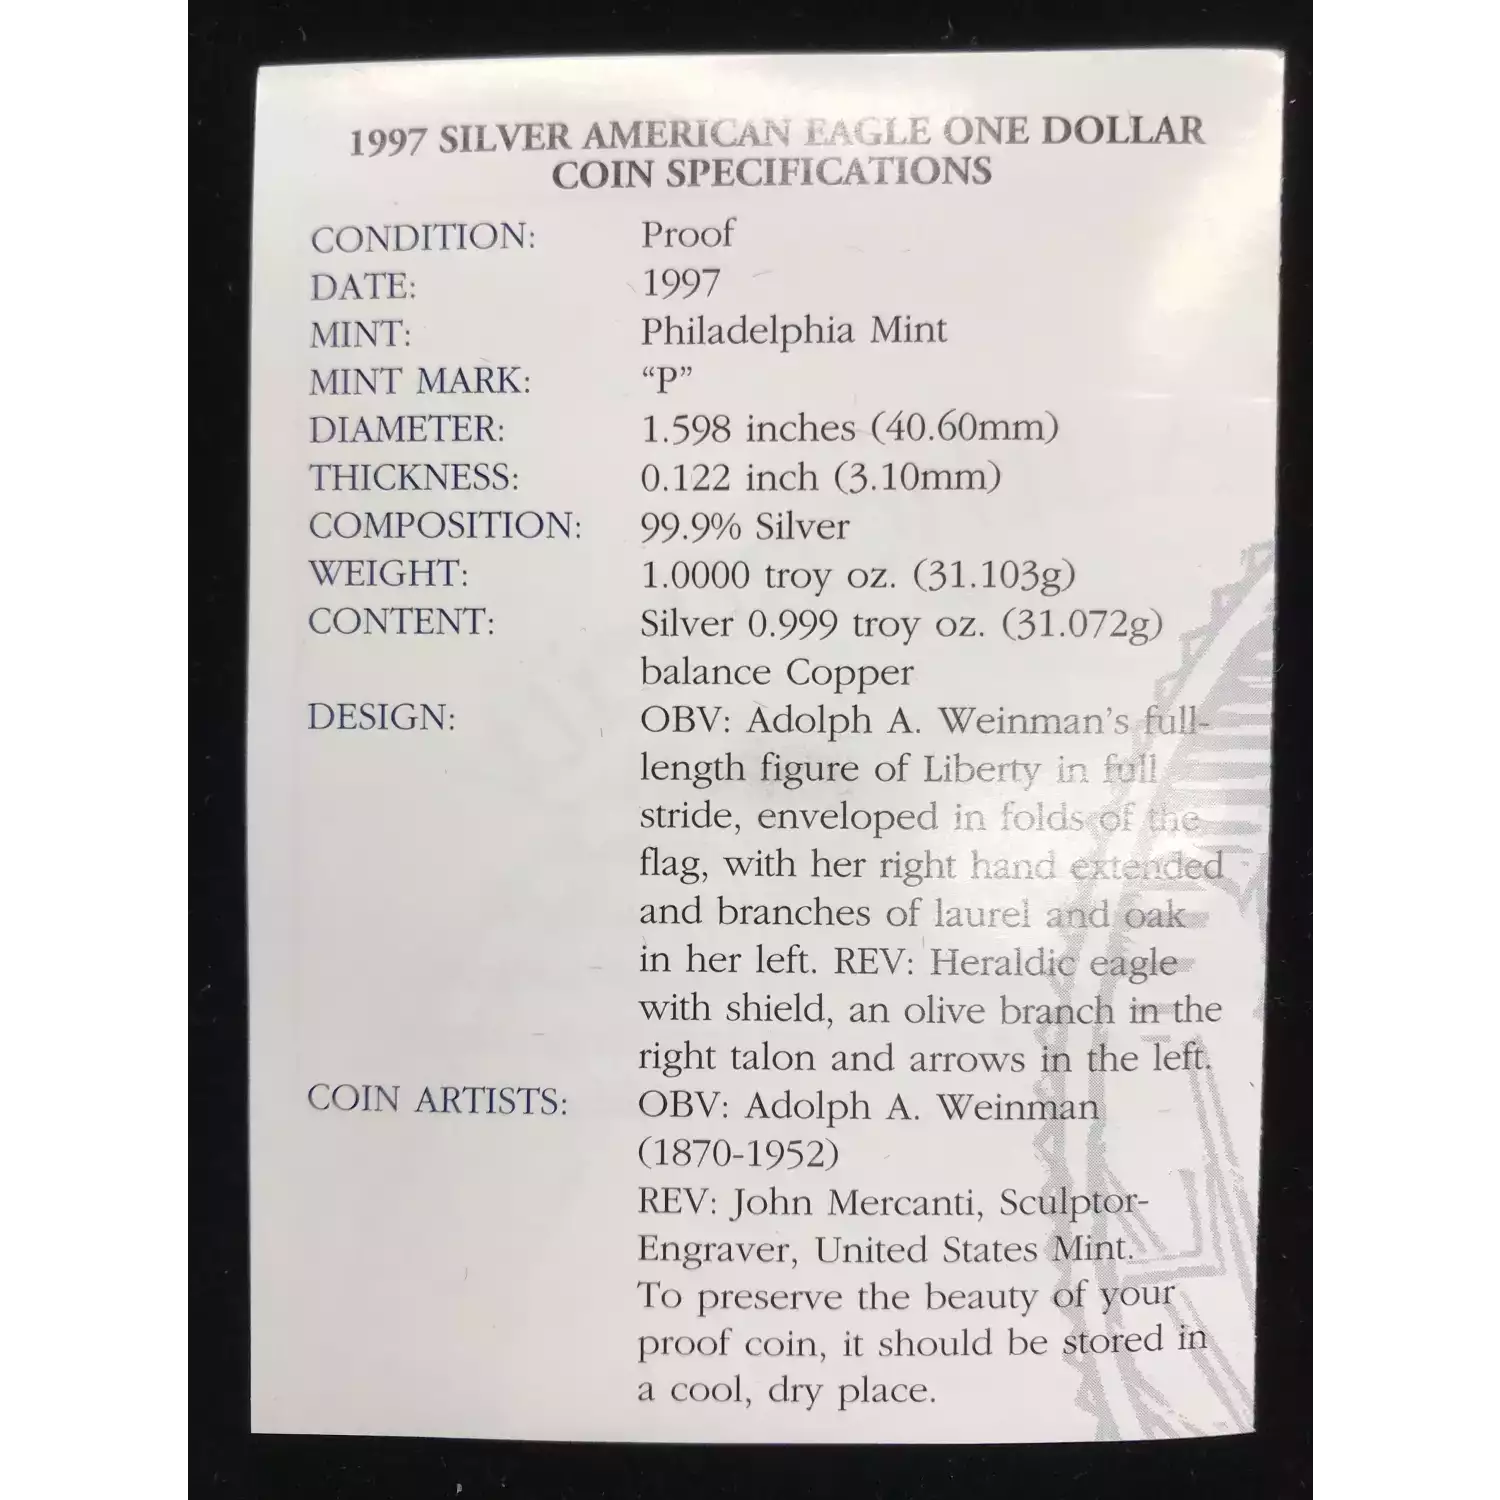 1997 SILVER AMERICAN EAGLE ONE DOLLAR
COIN SPECIFICATIONS
CONDITION: Proof
DATE: 1997
MINT: Philadelphia Mint
MINT MARK: “P”
DIAMETER: 1.598 inches (40.60mm)
THICKNESS: 0.122 inch (3.10mm)
COMPOSITION: 99.9% Silver
WEIGHT: 1.0000 troy oz. (31.103g)
CONTENT: Silver 0.999 troy oz. (31.072g)
balance Copper
DESIGN: OBV: Adolph A. Weinman’s full-
length figure of Liberty in full
stride, enveloped in folds of the
flag, with her right hand extended
and branches of laurel and oak
in her left. REV: Heraldic eagle
with shield, an olive branch in the
right talon and arrows in the left.
COIN ARTISTS: OBV: Adolph A. Weinman
(1870-1952)
REV: John Mercanti, Sculptor-
Engraver, United States Mint.
To preserve the beauty of your
proof coin, it should be stored in
a cool, dry place.